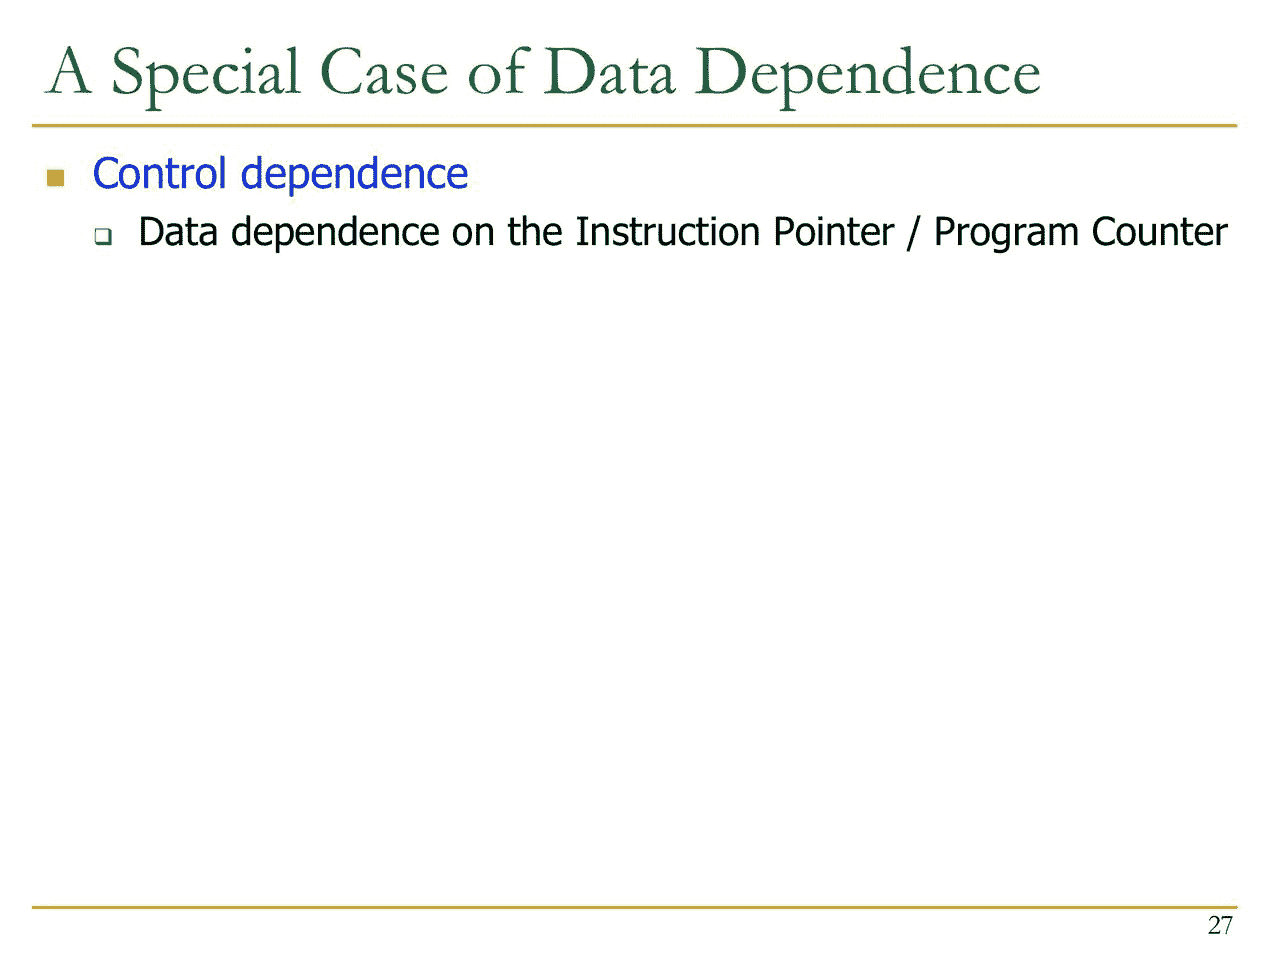 A Special Case of Data Dependence
Control dependence
Data dependence on the Instruction Pointer / Program Counter
27